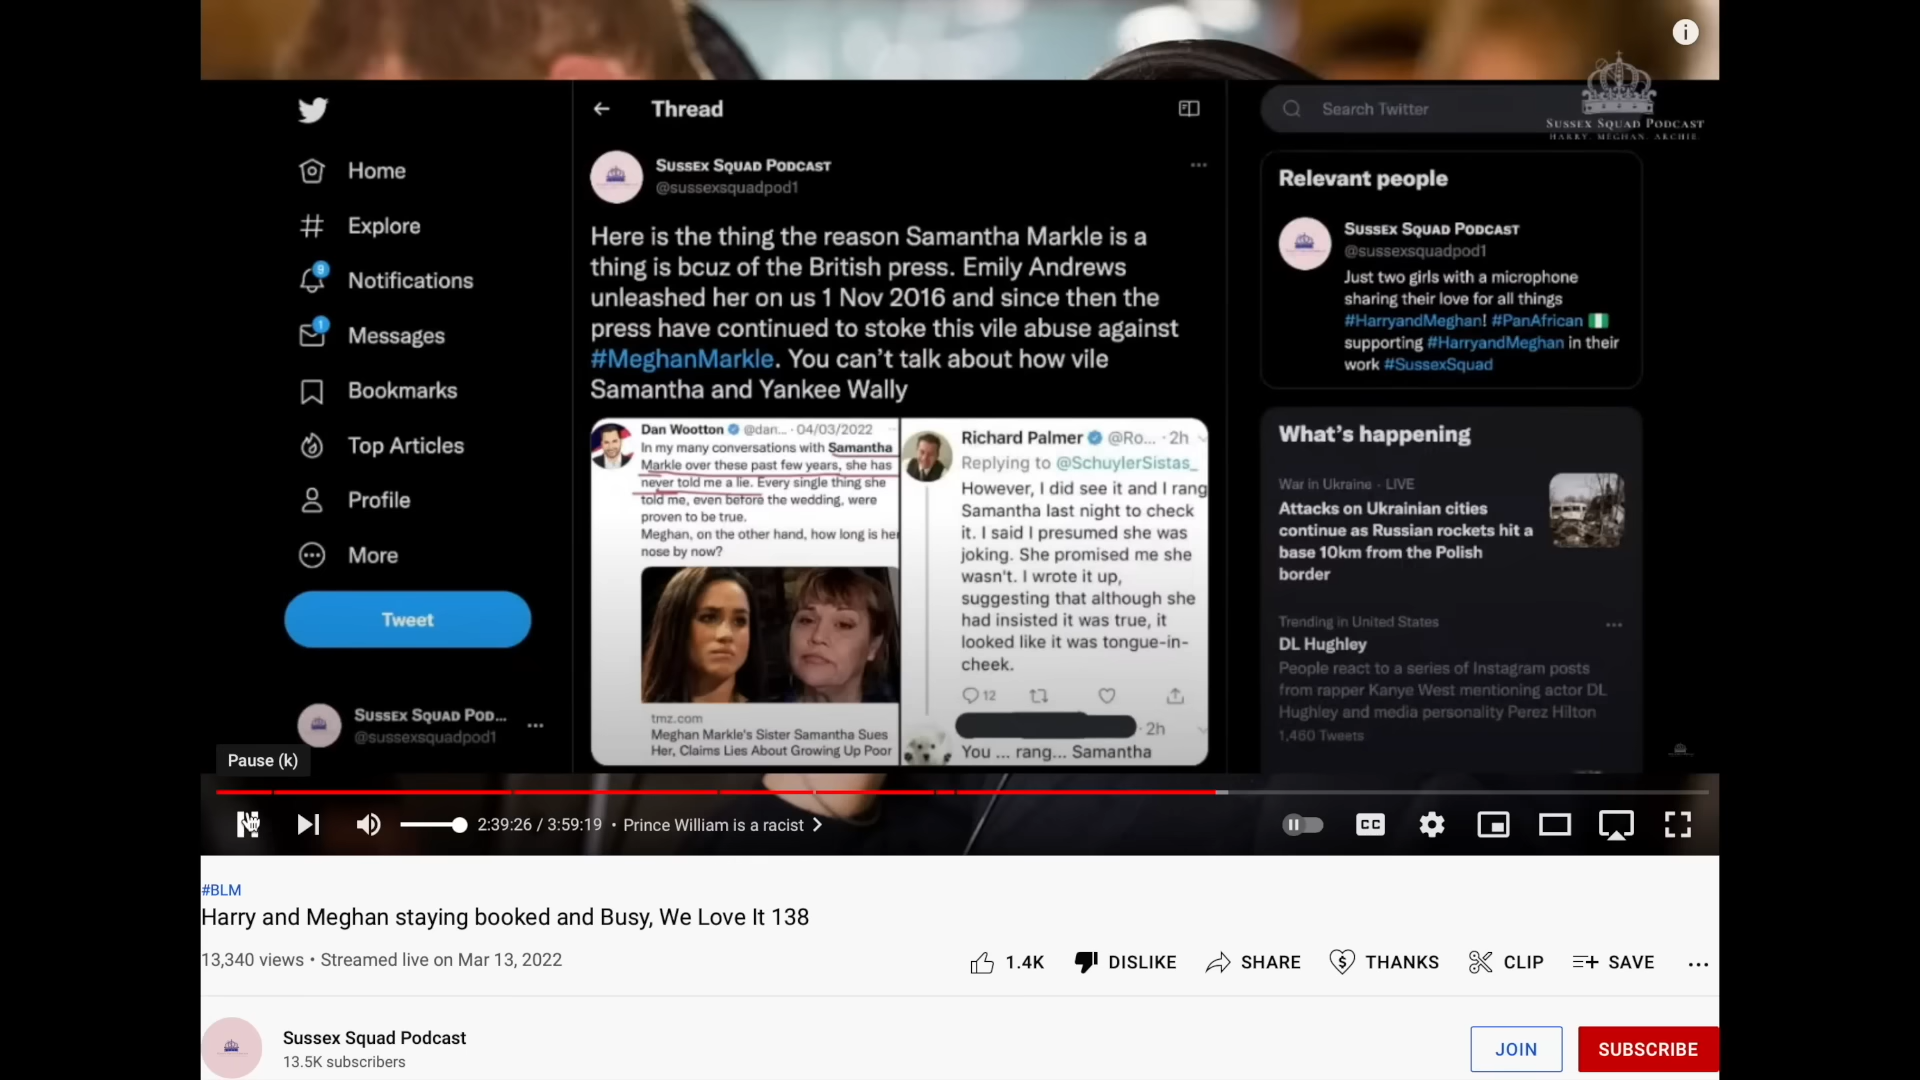 Thread
Search Twitter
SUSSEX SQUAD PODCAST
HARRY. MEGHAN. ARCHIE.
Home
Explore
9
Notifications
1
Messages
Bookmarks
Top Articles
Profile
More
Tweet
SUSSEX SQUAD POD...
@sussexsquadpod1
SUSSEX SQUAD PODCAST
@sussexsquadpod1
Here is the thing the reason Samantha Markle is a
thing is bcuz of the British press. Emily Andrews
unleashed her on us 1 Nov 2016 and since then the
press have continued to stoke this vile abuse against
#MeghanMarkle. You can’t talk about how vile
Samantha and Yankee Wally
Dan Wootton @dan... · 04/03/2022
In my many conversations with Samantha
Markle over these past few years, she has
never told me a lie. Every single thing she
told me, even before the wedding, were
proven to be true.
Meghan, on the other hand, how long is her
nose by now?
tmz.com
Meghan Markle's Sister Samantha Sues
Her, Claims Lies About Growing Up Poor
Richard Palmer @Ro... · 2h
Replying to @SchuylerSistas_
However, I did see it and I rang
Samantha last night to check
it. I said I presumed she was
joking. She promised me she
wasn't. I wrote it up,
suggesting that although she
had insisted it was true, it
looked like it was tongue-in-
cheek.
12
· 2h
You ... rang... Samantha
Relevant people
SUSSEX SQUAD PODCAST
@sussexsquadpod1
Just two girls with a microphone
sharing their love for all things
#HarryandMeghan! #PanAfrican
supporting #HarryandMeghan in their
work #SussexSquad
What’s happening
War in Ukraine · LIVE
Attacks on Ukrainian cities
continue as Russian rockets hit a
base 10km from the Polish
border
Trending in United States
DL Hughley
People react to a series of Instagram posts
from rapper Kanye West mentioning actor DL
Hughley and media personality Perez Hilton
1,460 Tweets
Pause (k)
2:39:26 / 3:59:19 • Prince William is a racist
CC
#BLM
Harry and Meghan staying booked and Busy, We Love It 138
13,340 views • Streamed live on Mar 13, 2022
1.4K DISLIKE SHARE THANKS CLIP SAVE
Sussex Squad Podcast
13.5K subscribers
JOIN
SUBSCRIBE